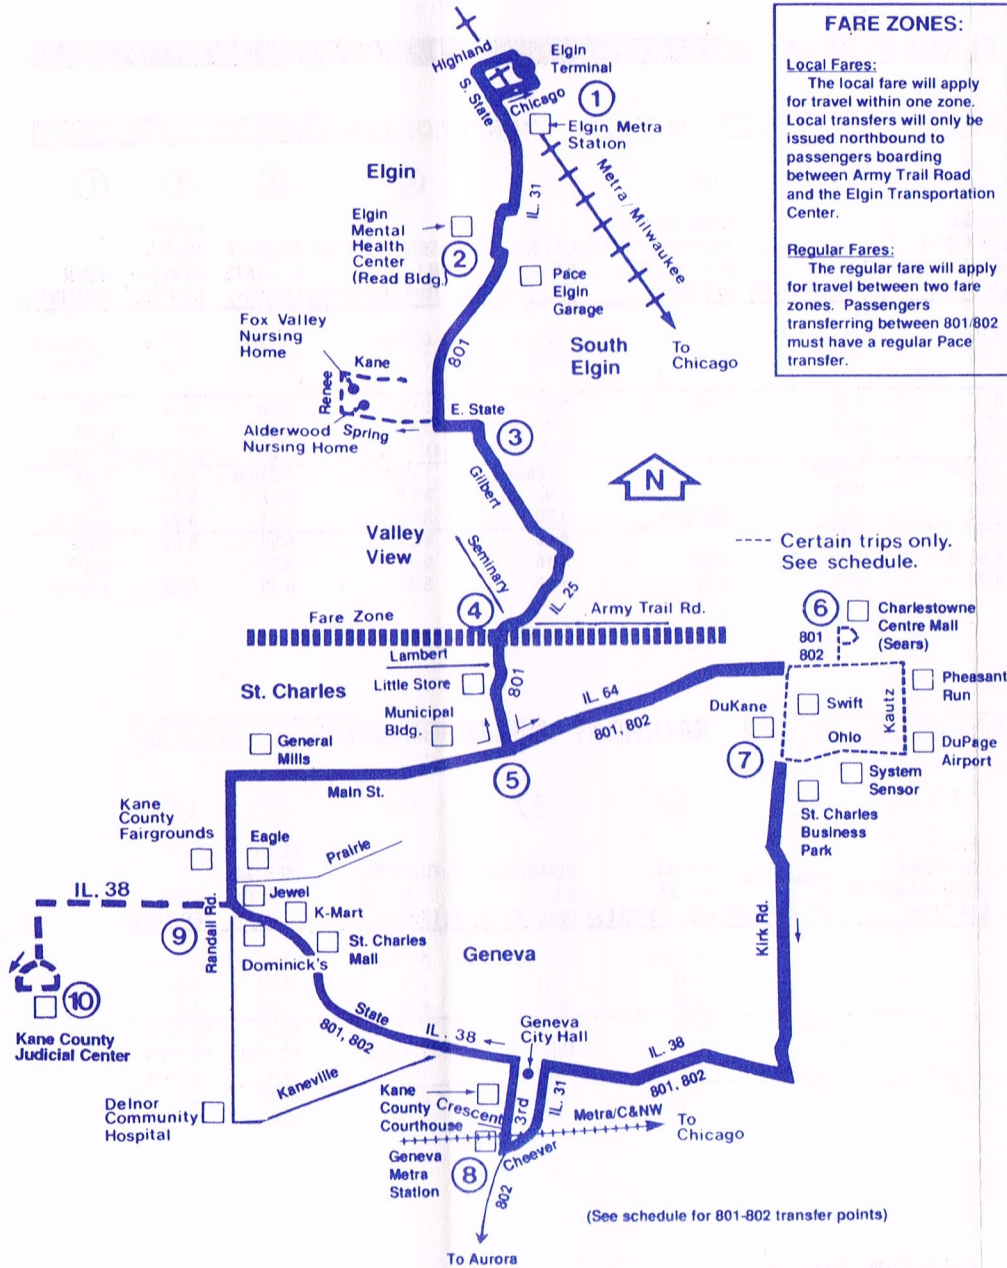 FARE ZONES:
Local Fares:
The local fare will apply
for travel within one zone.
Local transfers will only be
issued northbound to
passengers boarding
between Army Trail Road
and the Elgin Transportation
Center.
Regular Fares:
The regular fare will apply
for travel between two fare
zones. Passengers
transferring between 801/802
must have a regular Pace
transfer.
Highland
Elgin
Terminal
S. State
Chicago
1
Elgin Metra
Station
Elgin
IL. 31
Metra/Milwaukee
Elgin
Mental
Health
Center
(Read Bldg.)
2
Pace
Elgin
Garage
To
Chicago
South
Elgin
801
Fox Valley
Nursing
Home
Kane
Renee
Alderwood
Nursing Home
Spring
E. State
3
Gilbert
N
Valley
View
Seminary
IL. 25
---- Certain trips only.
See schedule.
4
Fare Zone
Army Trail Rd.
6
801
802
Charlestowne
Centre Mall
(Sears)
Lambert
801
St. Charles
Little Store
Municipal
Bldg.
IL. 64
801, 802
DuKane
Swift
Kautz
Pheasant
Run
Ohio
7
DuPage
Airport
General
Mills
5
Main St.
System
Sensor
St. Charles
Business
Park
Kane
County
Fairgrounds
Eagle
Prairie
IL. 38
Jewel
K-Mart
9
Randall Rd.
St. Charles
Mall
Dominick's
Geneva
Kirk Rd.
10
Kane County
Judicial Center
State
801, 802
IL. 38
Geneva
City Hall
IL. 38
801, 802
Kaneville
Delnor
Community
Hospital
Kane
County
Courthouse
Crescent
3rd
IL. 31
Metra/C&NW
To
Chicago
Geneva
Metra
Station
8
Cheever
802
(See schedule for 801-802 transfer points)
To Aurora